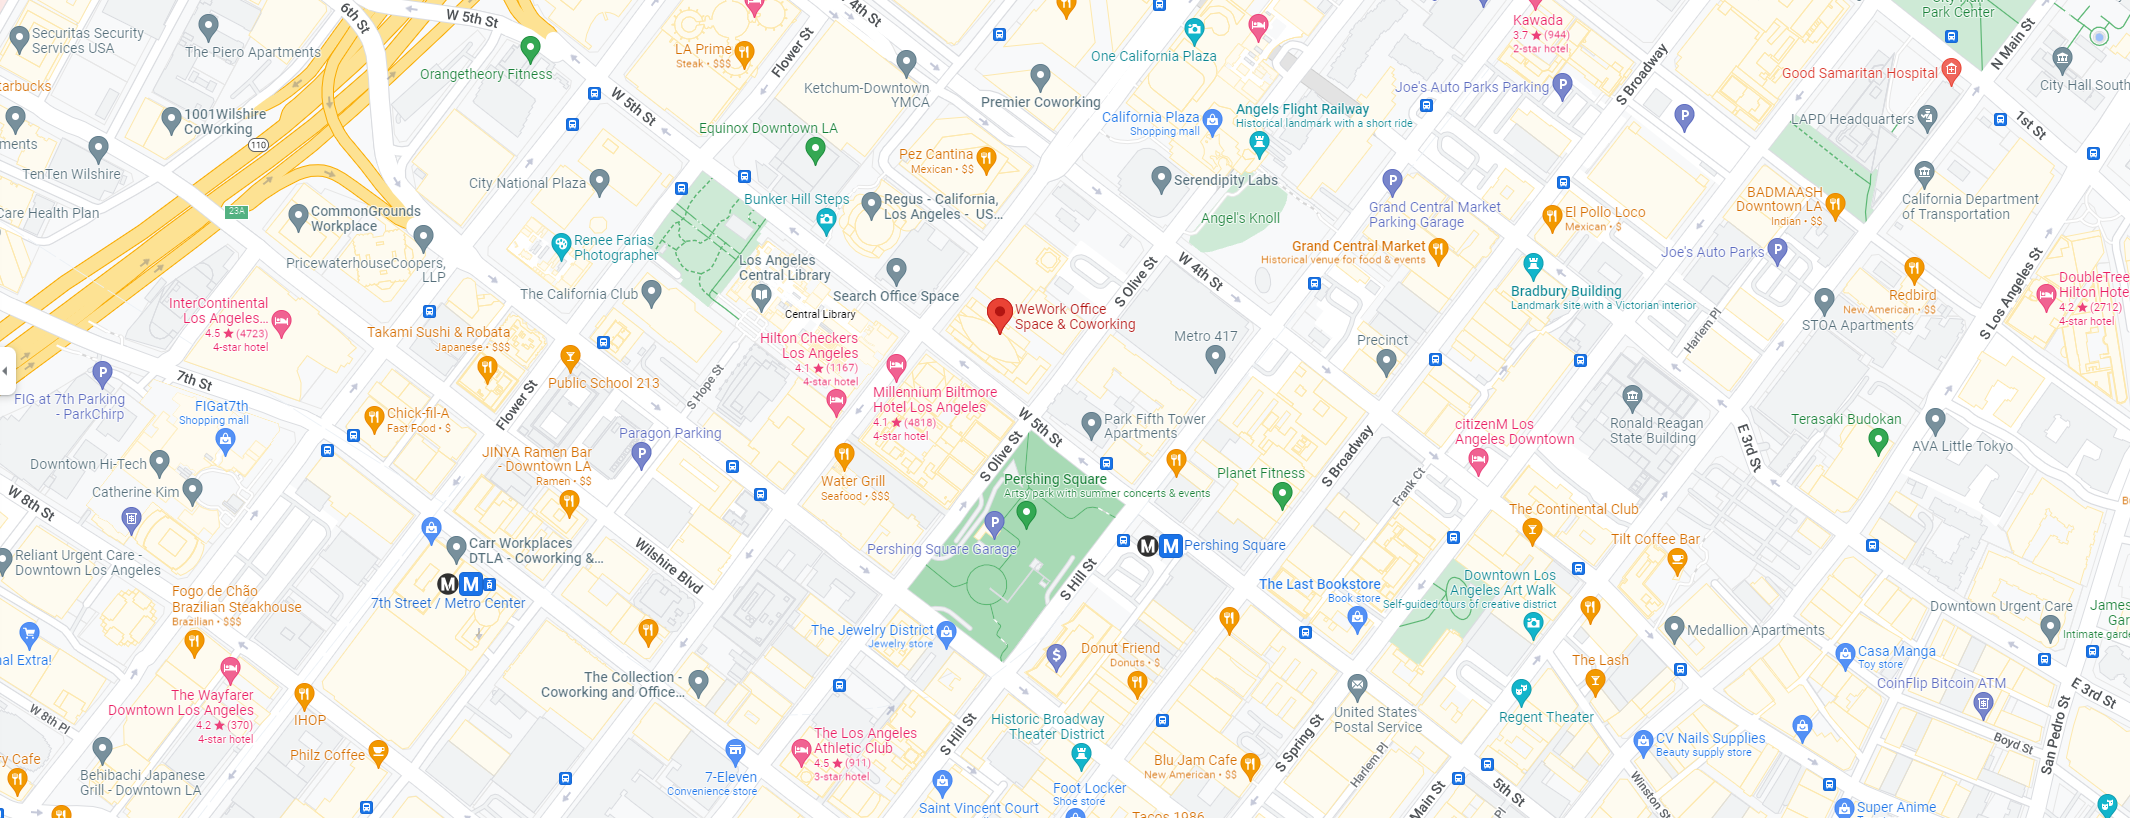 Securitas Security
Services USA
The Piero Apartments
6th St
W 5th St
Orangetheory Fitness
LA Prime
Steak • $$$
Flower St
W 4th St
Ketchum-Downtown
YMCA
Premier Coworking
One California Plaza
Kawada
3.7 ★ (944)
2-star hotel
S Broadway
Park Center
N Main St
Good Samaritan Hospital
City Hall South
1001Wilshire
CoWorking
110
TenTen Wilshire
Care Health Plan
23A
W 5th St
Equinox Downtown LA
Pez Cantina
Mexican • $$
California Plaza
Shopping mall
Angels Flight Railway
Historical landmark with a short ride
Joe's Auto Parks Parking
LAPD Headquarters
1st St
City National Plaza
Bunker Hill Steps
Regus - California,
Los Angeles - US...
Serendipity Labs
Angel's Knoll
Grand Central Market
Parking Garage
El Pollo Loco
Mexican • $
BADMAASH
Downtown LA
Indian • $$
California Department
of Transportation
CommonGrounds
Workplace
PricewaterhouseCoopers,
LLP
Renee Farias
Photographer
Los Angeles
Central Library
The California Club
Central Library
Search Office Space
Grand Central Market
Historical venue for food & events
W 4th St
S Olive St
Bradbury Building
Landmark site with a Victorian interior
Joe's Auto Parks
Redbird
New American • $$
STOA Apartments
S Los Angeles St
DoubleTree
Hilton Hote
4.2 ★ (2712)
4-star hotel
InterContinental
Los Angeles...
4.5 ★ (4723)
4-star hotel
Takami Sushi & Robata
Japanese • $$$
Public School 213
Hilton Checkers
Los Angeles
4.1 ★ (1167)
4-star hotel
WeWork Office
Space & Coworking
Metro 417
Precinct
Harlem Pl
7th St
FIG at 7th Parking
- ParkChirp
FIGat7th
Shopping mall
Chick-fil-A
Fast Food • $
Flower St
S Hope St
Millennium Biltmore
Hotel Los Angeles
4.1 ★ (4818)
4-star hotel
W 5th St
Park Fifth Tower
Apartments
citizenM Los
Angeles Downtown
Ronald Reagan
State Building
E 3rd St
Terasaki Budokan
AVA Little Tokyo
Downtown Hi-Tech
Catherine Kim
JINYA Ramen Bar
- Downtown LA
Ramen • $$
Paragon Parking
Water Grill
Seafood • $$$
S Olive St
Pershing Square
Artsy park with summer concerts & events
Planet Fitness
S Broadway
Frank Ct
The Continental Club
W 8th St
Reliant Urgent Care -
Downtown Los Angeles
Carr Workplaces
DTLA - Coworking &...
7th Street / Metro Center
Wilshire Blvd
Pershing Square Garage
Pershing Square
S Hill St
The Last Bookstore
Book store
Downtown Los
Angeles Art Walk
Self-guided tours of creative district
Tilt Coffee Bar
Fogo de Chão
Brazilian Steakhouse
Brazilian • $$$
The Jewelry District
Jewelry store
Donut Friend
Donuts • $
Medallion Apartments
Downtown Urgent Care
James
Intimate garde
Casa Manga
Toy store
al Extra!
The Wayfarer
Downtown Los Angeles
4.2 ★ (370)
4-star hotel
W 8th Pl
IHOP
The Collection -
Coworking and Office...
The Lash
CoinFlip Bitcoin ATM
E 3rd St
San Pedro St
Philz Coffee
The Los Angeles
Athletic Club
4.5 ★ (911)
3-star hotel
S Hill St
Historic Broadway
Theater District
United States
Postal Service
Regent Theater
CV Nails Supplies
Beauty supply store
Boyd St
Behibachi Japanese
Grill - Downtown LA
7-Eleven
Convenience store
Blu Jam Cafe
New American • $$
S Spring St
Harlem Pl
Saint Vincent Court
Foot Locker
Shoe store
Tacos 1986
Main St
5th St
Winston St
Super Anime